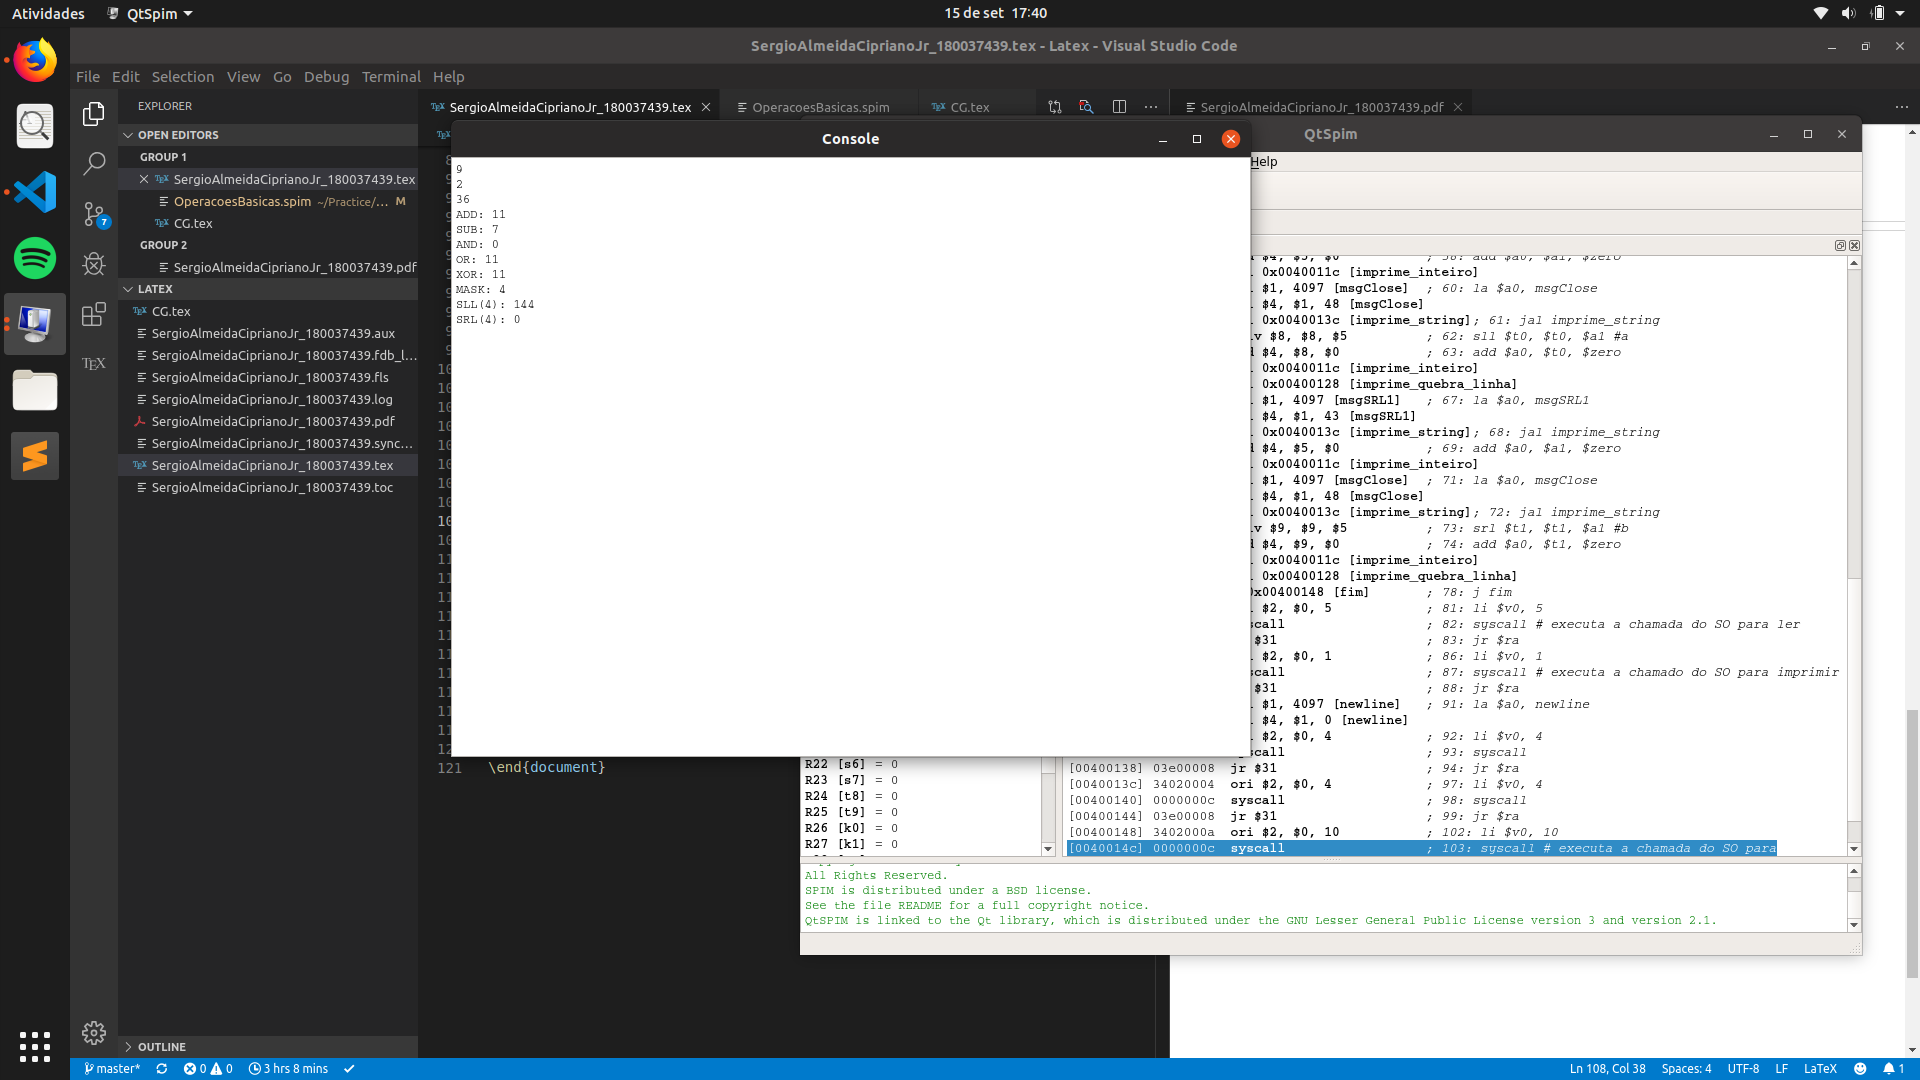 Atividades
QtSpim
15 de set 17:40
SergioAlmeidaCiprianoJr_180037439.tex - Latex - Visual Studio Code
File Edit Selection View Go Debug Terminal Help
EXPLORER
OPEN EDITORS
GROUP 1
SergioAlmeidaCiprianoJr_180037439.tex
OperacoesBasicas.spim ~/Practice/... M
CG.tex
GROUP 2
SergioAlmeidaCiprianoJr_180037439.pdf
LATEX
CG.tex
SergioAlmeidaCiprianoJr_180037439.aux
SergioAlmeidaCiprianoJr_180037439.fdb_l...
SergioAlmeidaCiprianoJr_180037439.fls
SergioAlmeidaCiprianoJr_180037439.log
SergioAlmeidaCiprianoJr_180037439.pdf
SergioAlmeidaCiprianoJr_180037439.sync...
SergioAlmeidaCiprianoJr_180037439.tex
SergioAlmeidaCiprianoJr_180037439.toc
OUTLINE
7
TEX
SergioAlmeidaCiprianoJr_180037439.tex
OperacoesBasicas.spim
CG.tex
SergioAlmeidaCiprianoJr_180037439.pdf
Console
9
2
36
ADD: 11
SUB: 7
AND: 0
OR: 11
XOR: 11
MASK: 4
SLL(4): 144
SRL(4): 0
121 \end{document}
QtSpim
Help
$4, $5, $0 ; 58: add $a0, $a1, $zero
0x0040011c [imprime_inteiro]
$1, 4097 [msgClose] ; 60: la $a0, msgClose
$4, $1, 48 [msgClose]
0x0040013c [imprime_string]; 61: jal imprime_string
v $8, $8, $5 ; 62: sll $t0, $t0, $a1 #a
$4, $8, $0 ; 63: add $a0, $t0, $zero
0x0040011c [imprime_inteiro]
0x00400128 [imprime_quebra_linha]
$1, 4097 [msgSRL1] ; 67: la $a0, msgSRL1
$4, $1, 43 [msgSRL1]
0x0040013c [imprime_string]; 68: jal imprime_string
$4, $5, $0 ; 69: add $a0, $a1, $zero
0x0040011c [imprime_inteiro]
$1, 4097 [msgClose] ; 71: la $a0, msgClose
$4, $1, 48 [msgClose]
0x0040013c [imprime_string]; 72: jal imprime_string
v $9, $9, $5 ; 73: srl $t1, $t1, $a1 #b
$4, $9, $0 ; 74: add $a0, $t1, $zero
0x0040011c [imprime_inteiro]
0x00400128 [imprime_quebra_linha]
0x00400148 [fim] ; 78: j fim
$2, $0, 5 ; 81: li $v0, 5
scall ; 82: syscall # executa a chamada do SO para ler
$31 ; 83: jr $ra
$2, $0, 1 ; 86: li $v0, 1
scall ; 87: syscall # executa a chamado do SO para imprimir
$31 ; 88: jr $ra
$1, 4097 [newline] ; 91: la $a0, newline
$4, $1, 0 [newline]
$2, $0, 4 ; 92: li $v0, 4
scall ; 93: syscall
[00400138] 03e00008 jr $31 ; 94: jr $ra
[0040013c] 34020004 ori $2, $0, 4 ; 97: li $v0, 4
[00400140] 0000000c syscall ; 98: syscall
[00400144] 03e00008 jr $31 ; 99: jr $ra
[00400148] 3402000a ori $2, $0, 10 ; 102: li $v0, 10
[0040014c] 0000000c syscall ; 103: syscall # executa a chamada do SO para
R22 [s6] = 0
R23 [s7] = 0
R24 [t8] = 0
R25 [t9] = 0
R26 [k0] = 0
R27 [k1] = 0
All Rights Reserved.
SPIM is distributed under a BSD license.
See the file README for a full copyright notice.
QtSPIM is linked to the Qt library, which is distributed under the GNU Lesser General Public License version 3 and version 2.1.
master* 0 0 3 hrs 8 mins
Ln 108, Col 38 Spaces: 4 UTF-8 LF LaTeX 1